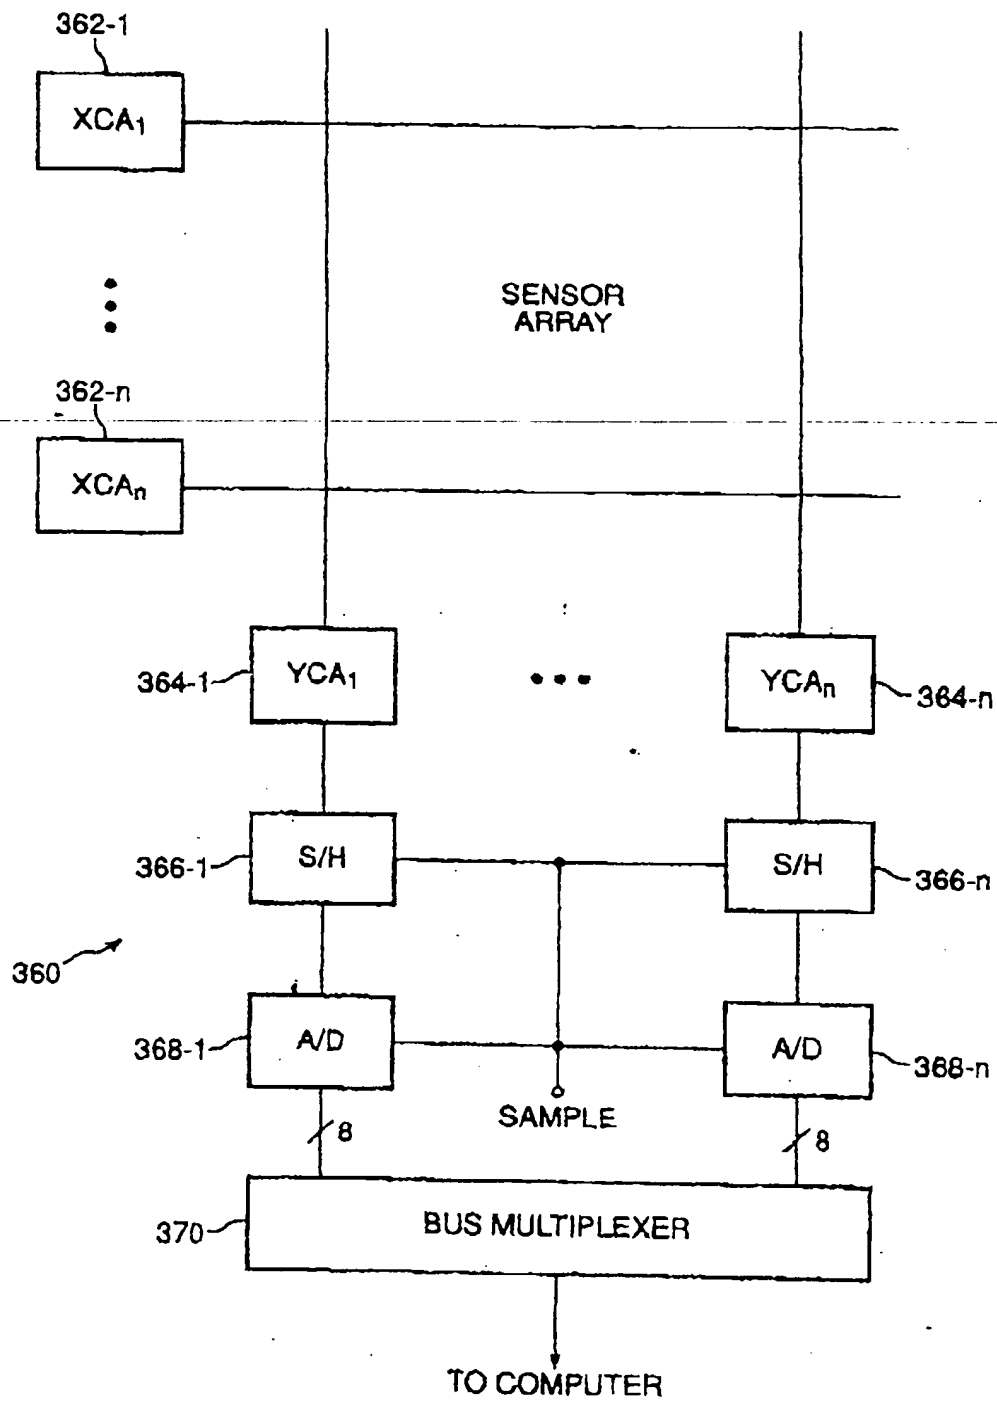 362-1
XCA₁
SENSOR
ARRAY
362-n
XCAₙ
364-1
YCA₁
YCAₙ
364-n
366-1
S/H
S/H
366-n
360
368-1
A/D
A/D
368-n
SAMPLE
8
8
370
BUS MULTIPLEXER
TO COMPUTER